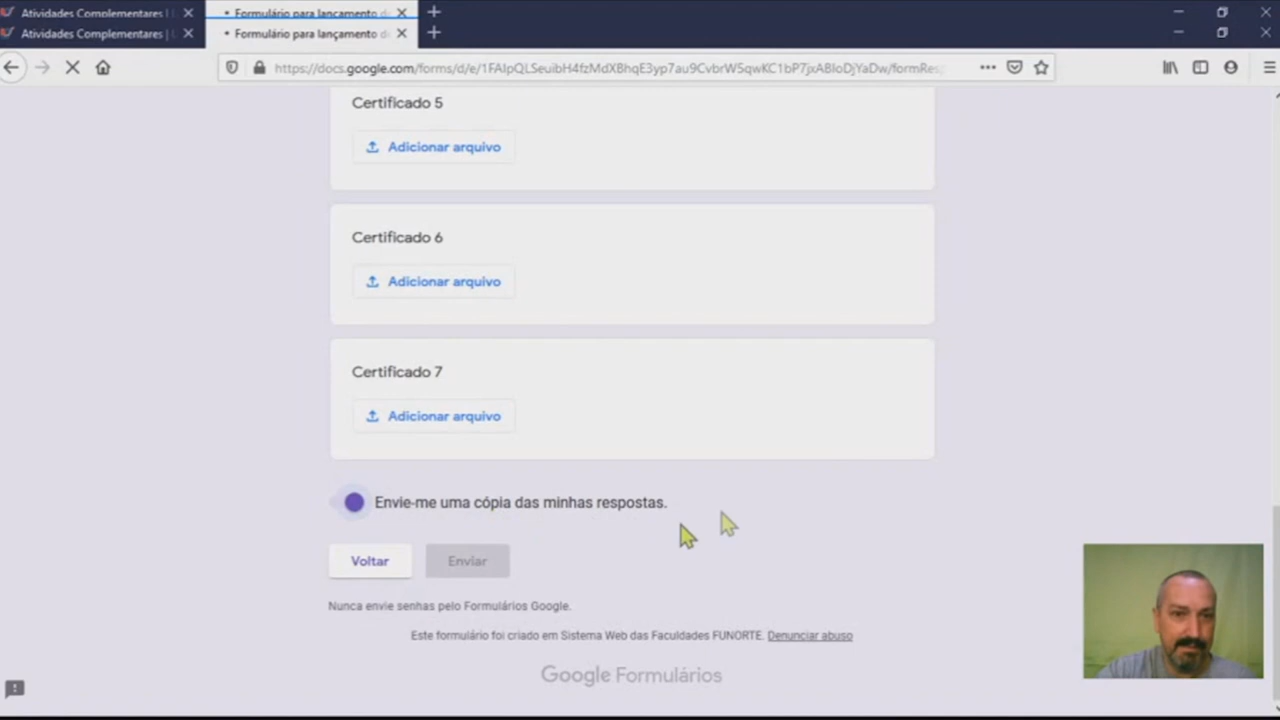 Atividades Complementares |
Formulário para lançamento d
Atividades Complementares |
Formulário para lançamento d
Certificado 5
Adicionar arquivo
Certificado 6
Adicionar arquivo
Certificado 7
Adicionar arquivo
Envie-me uma cópia das minhas respostas.
Voltar
Enviar
Nunca envie senhas pelo Formulários Google.
Este formulário foi criado em Sistema Web das Faculdades FUNORTE. Denunciar abuso
Google Formulários